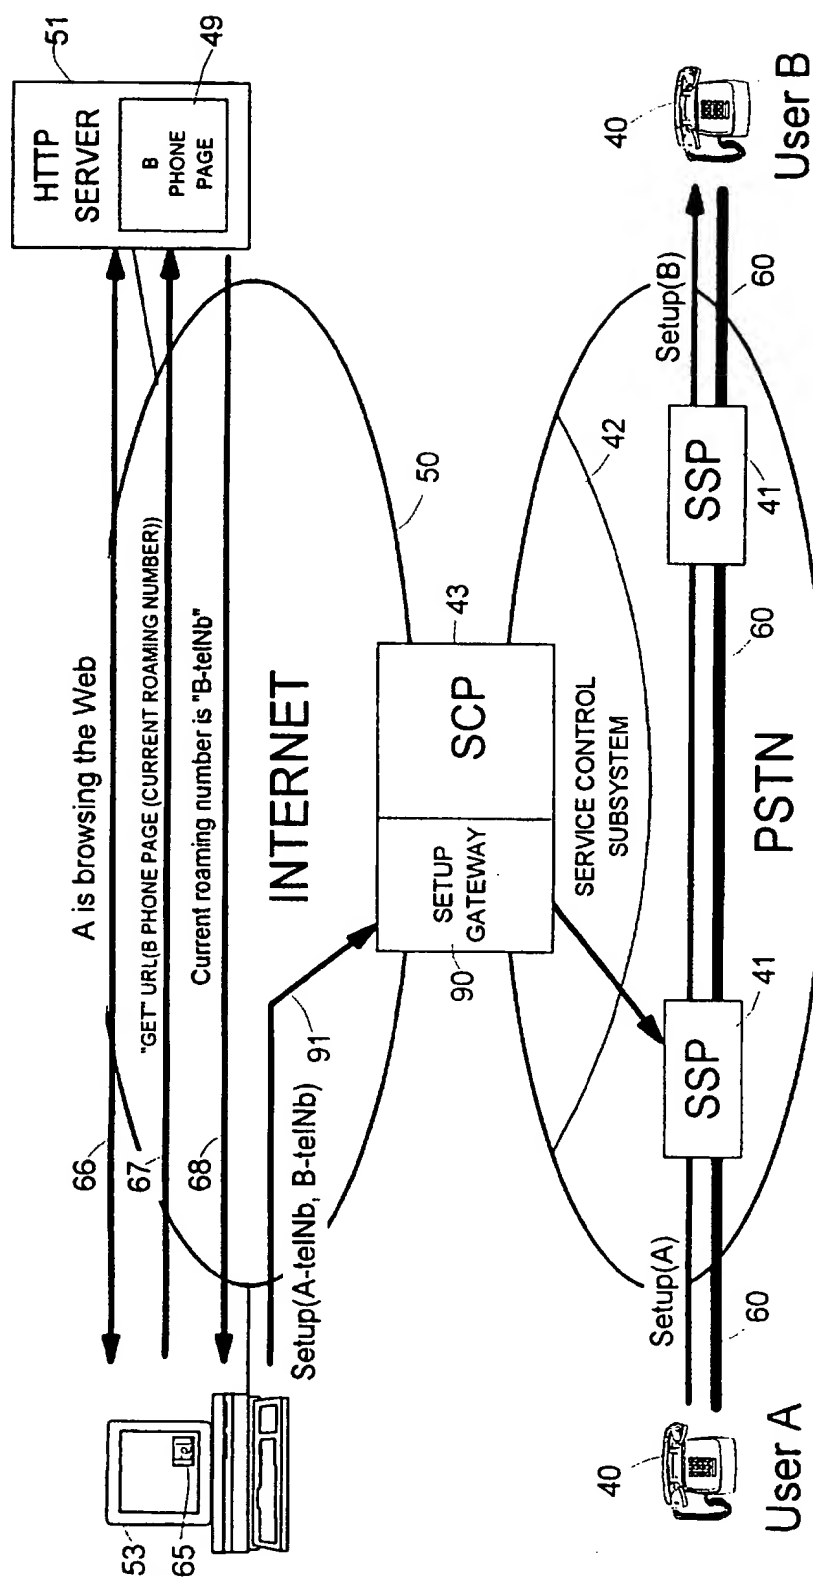 51
HTTP
SERVER
49
B
PHONE
PAGE
A is browsing the Web
66
"GET" URL(B PHONE PAGE (CURRENT ROAMING NUMBER))
67
Current roaming number is "B-telNb"
68
53
tel
65
INTERNET
50
Setup(A-telNb, B-telNb)
91
SETUP
GATEWAY
90
SCP
43
SERVICE CONTROL
SUBSYSTEM
42
Setup(A)
SSP
41
60
Setup(B)
SSP
41
60
60
PSTN
40
User A
40
User B